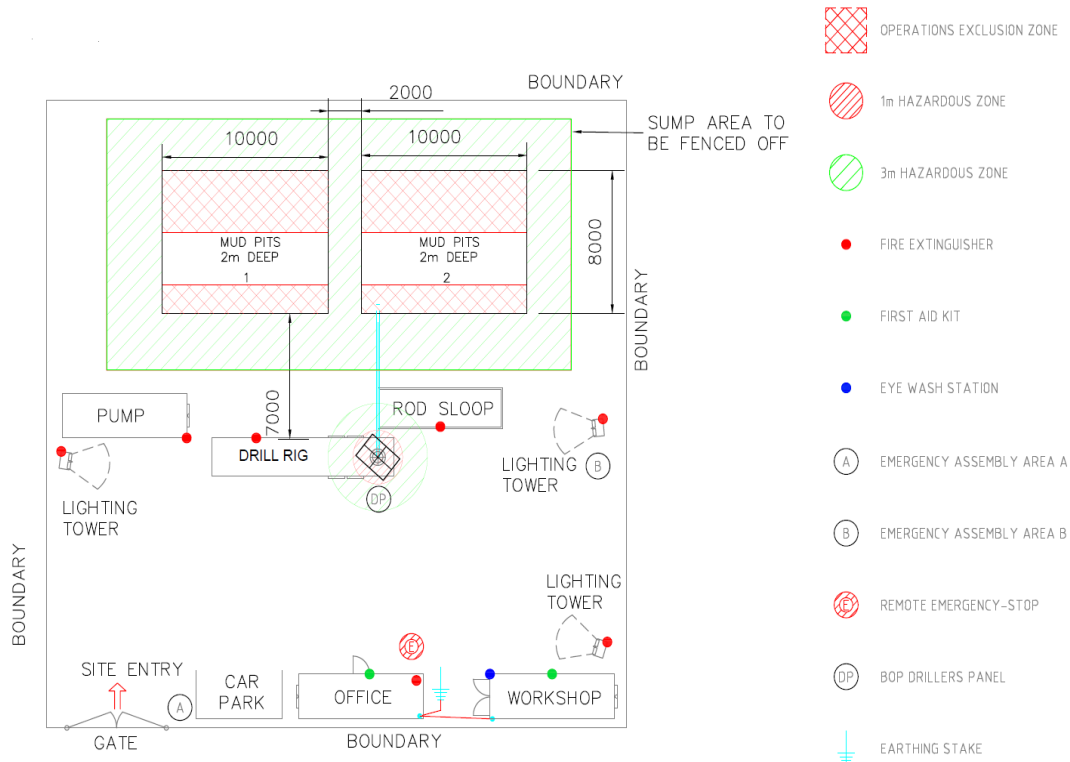 BOUNDARY
2000
10000
10000
SUMP AREA TO
BE FENCED OFF
MUD PITS
2m DEEP
1
MUD PITS
2m DEEP
2
8000
BOUNDARY
7000
PUMP
ROD SLOOP
DRILL RIG
DP
LIGHTING
TOWER
B
LIGHTING
TOWER
BOUNDARY
LIGHTING
TOWER
SITE ENTRY
A
CAR
PARK
E
OFFICE
WORKSHOP
GATE
BOUNDARY
OPERATIONS EXCLUSION ZONE
1m HAZARDOUS ZONE
3m HAZARDOUS ZONE
FIRE EXTINGUISHER
FIRST AID KIT
EYE WASH STATION
A EMERGENCY ASSEMBLY AREA A
B EMERGENCY ASSEMBLY AREA B
E REMOTE EMERGENCY-STOP
DP BOP DRILLERS PANEL
EARTHING STAKE